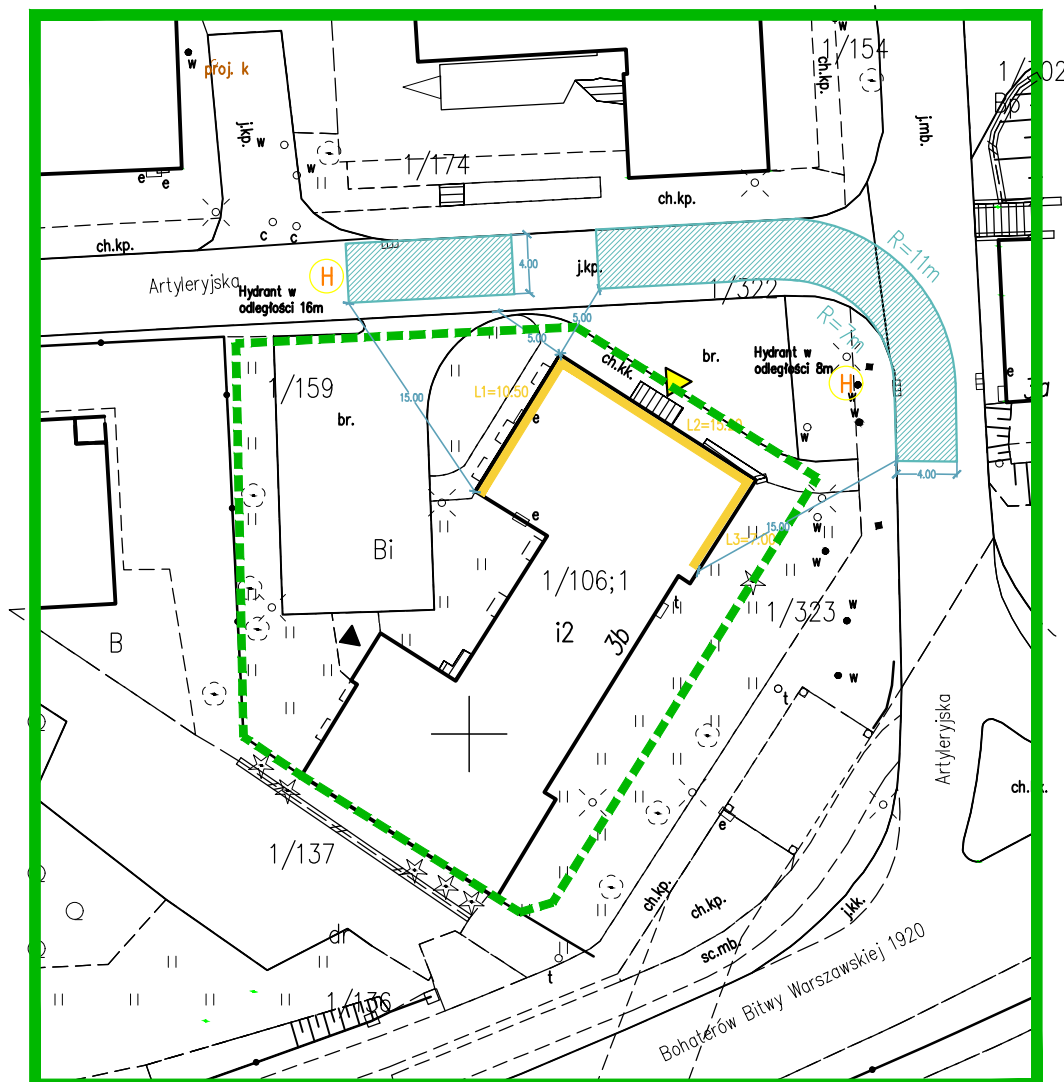 w
proj. k
j.kp.
w
w
1/154
ch.kp.
w
1/302
Bp
j.mb.
1/174
e
e
ch.kp.
ch.kp.
c
c
Artyleryjska
H
Hydrant w
odległości 16m
4.00
j.kp.
1/322
R=11m
R=7m
5.00
5.00
ch.kk.
br.
Hydrant w
odległości 8m
H
w
w
w
e
3a
1/159
br.
15.00
L1=10.50
e
L2=15.50
4.00
15.00
L3=7.00
w
w
e
Bi
1/106;1
i2
3b
t
1/323
w
w
B
t
Artyleryjska
e
1/137
ch.kp.
ch.kp.
j.kk.
sc.mb.
dr
1/136
t
Bohaterów Bitwy Warszawskiej 1920